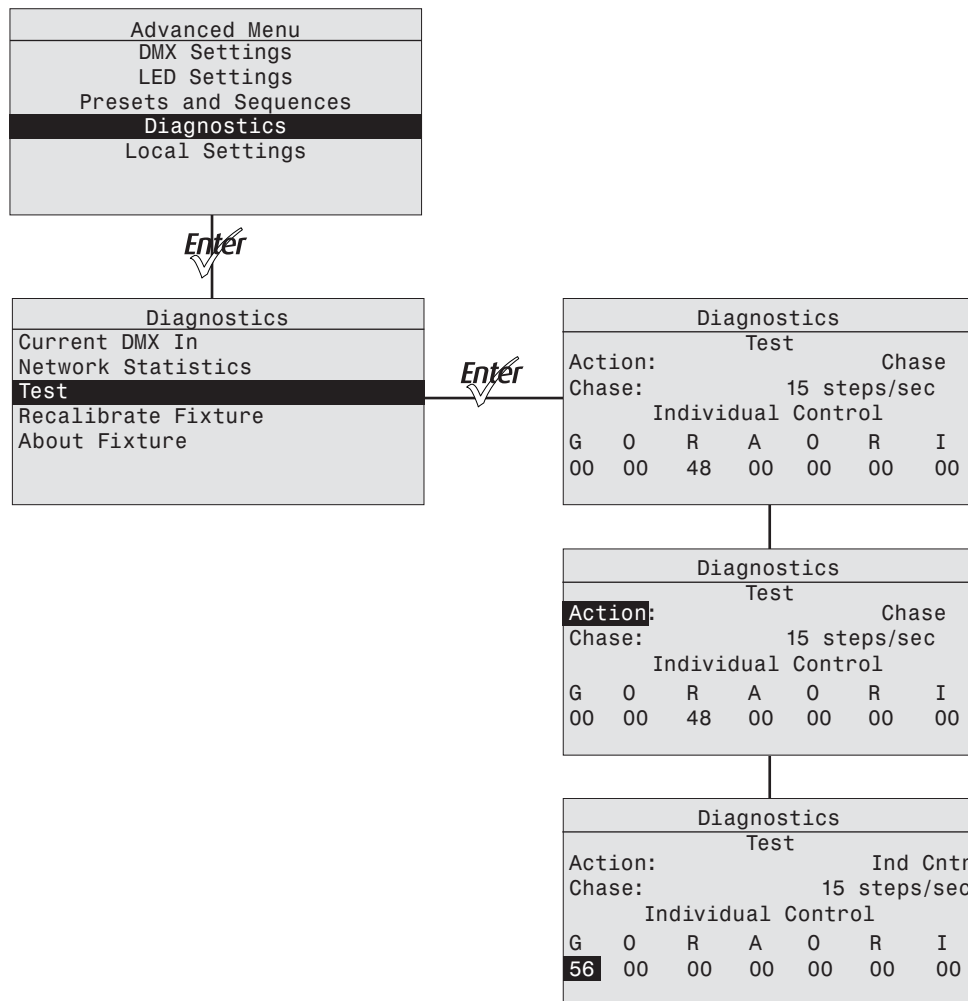 Advanced Menu
DMX Settings
LED Settings
Presets and Sequences
Diagnostics
Local Settings
Enter
Diagnostics
Current DMX In
Network Statistics
Test
Recalibrate Fixture
About Fixture
Enter
Diagnostics
Test
Action: Chase
Chase: 15 steps/sec
Individual Control
G O R A O R I
00 00 48 00 00 00 00
Diagnostics
Test
Action: Chase
Chase: 15 steps/sec
Individual Control
G O R A O R I
00 00 48 00 00 00 00
Diagnostics
Test
Action: Ind Cntr
Chase: 15 steps/sec
Individual Control
G O R A O R I
56 00 00 00 00 00 00